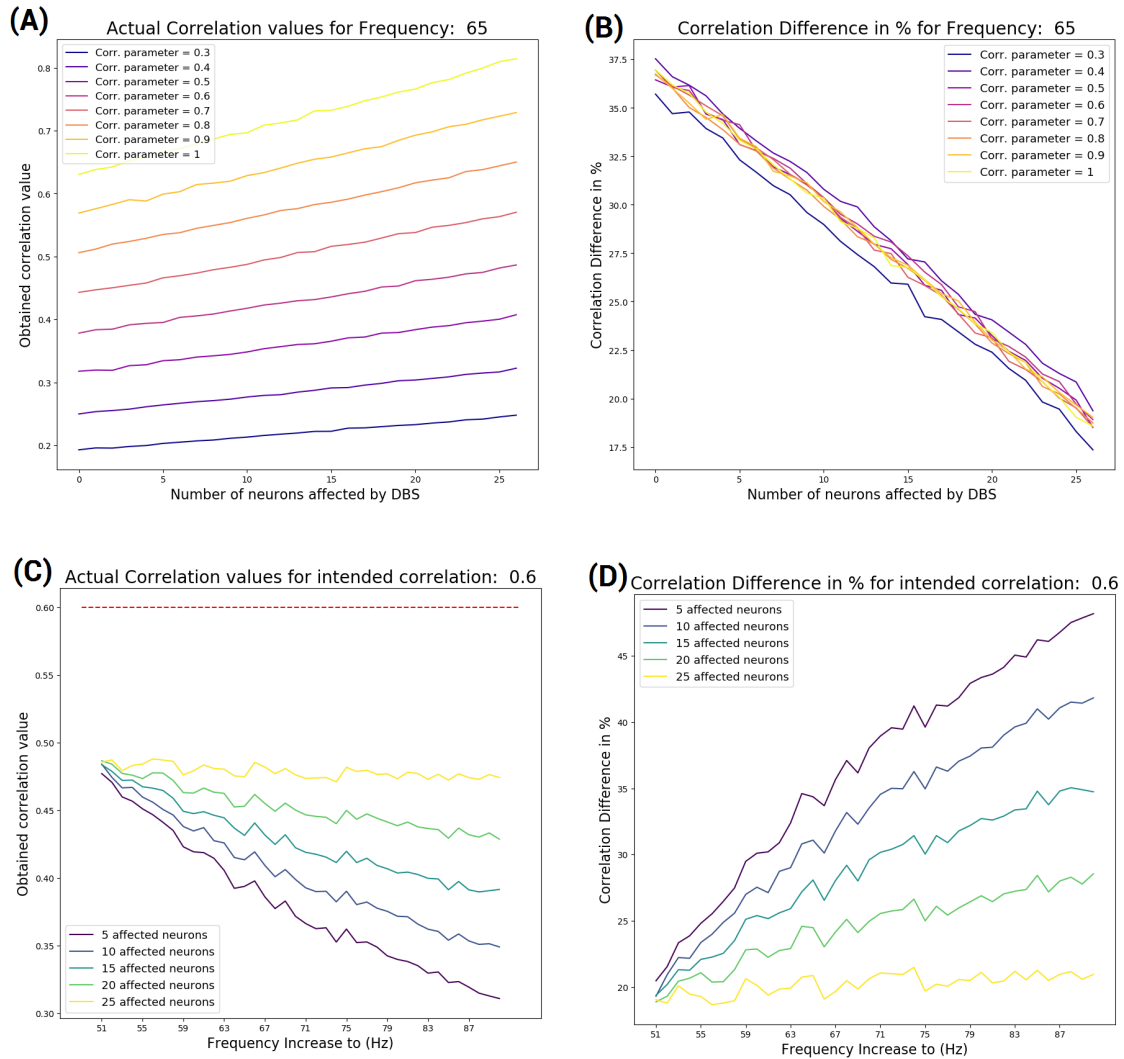 (A)
Actual Correlation values for Frequency:  65
Corr. parameter = 0.3
Corr. parameter = 0.4
Corr. parameter = 0.5
Corr. parameter = 0.6
Corr. parameter = 0.7
Corr. parameter = 0.8
Corr. parameter = 0.9
Corr. parameter = 1
0.8
0.7
0.6
0.5
0.4
0.3
0.2
Obtained correlation value
0 5 10 15 20 25
Number of neurons affected by DBS
(B)
Correlation Difference in % for Frequency:  65
Corr. parameter = 0.3
Corr. parameter = 0.4
Corr. parameter = 0.5
Corr. parameter = 0.6
Corr. parameter = 0.7
Corr. parameter = 0.8
Corr. parameter = 0.9
Corr. parameter = 1
37.5
35.0
32.5
30.0
27.5
25.0
22.5
20.0
17.5
Correlation Difference in %
0 5 10 15 20 25
Number of neurons affected by DBS
(C)
Actual Correlation values for intended correlation:  0.6
0.60
0.55
0.50
0.45
0.40
0.35
0.30
Obtained correlation value
5 affected neurons
10 affected neurons
15 affected neurons
20 affected neurons
25 affected neurons
51 55 59 63 67 71 75 79 83 87
Frequency Increase to (Hz)
(D)
Correlation Difference in % for intended correlation:  0.6
5 affected neurons
10 affected neurons
15 affected neurons
20 affected neurons
25 affected neurons
45
40
35
30
25
20
Correlation Difference in %
51 55 59 63 67 71 75 79 83 87
Frequency Increase to (Hz)